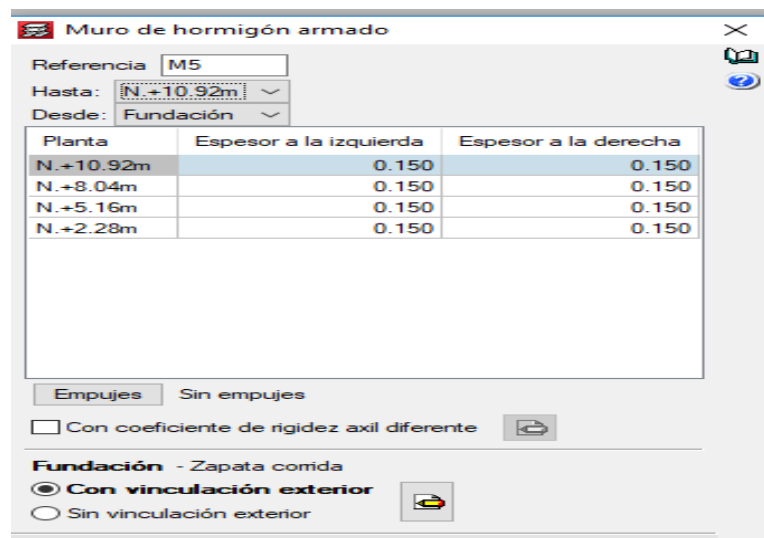 Muro de hormigón armado
Referencia M5
Hasta: N.+10.92m
Desde: Fundación
Planta Espesor a la izquierda Espesor a la derecha
N.+10.92m 0.150 0.150
N.+8.04m 0.150 0.150
N.+5.16m 0.150 0.150
N.+2.28m 0.150 0.150
Empujes Sin empujes
Con coeficiente de rigidez axil diferente
Fundación - Zapata corrida
Con vinculación exterior
Sin vinculación exterior